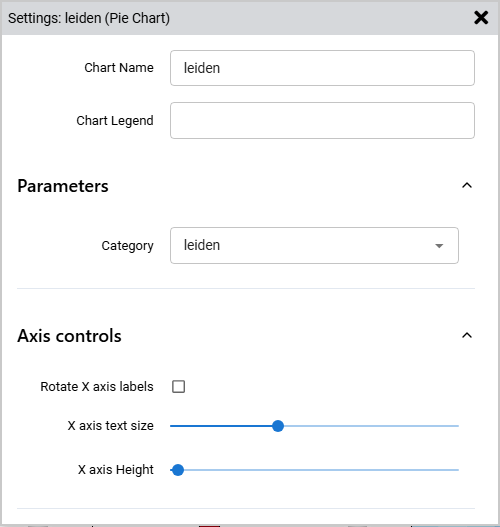 Settings: leiden (Pie Chart)
Chart Name leiden
Chart Legend
Parameters
Category leiden
Axis controls
Rotate X axis labels
X axis text size
X axis Height